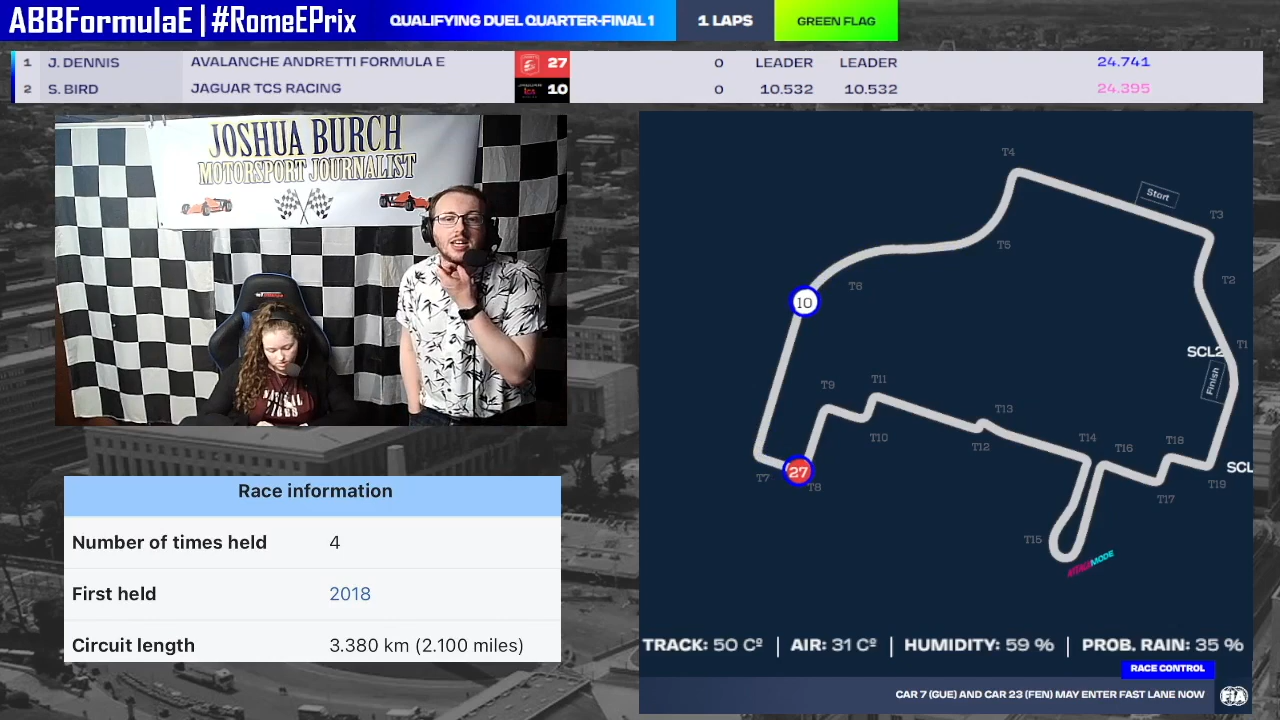 ABBFormulaE | #RomeEPrix
QUALIFYING DUEL QUARTER-FINAL 1
1 LAPS
GREEN FLAG
1 J. DENNIS AVALANCHE ANDRETTI FORMULA E 27 0 LEADER LEADER 24.741
2 S. BIRD JAGUAR TCS RACING 10 0 10.532 10.532 24.395
JOSHUA BURCH
MOTORSPORT JOURNALIST
Race information
Number of times held 4
First held 2018
Circuit length 3.380 km (2.100 miles)
T4
Start
T3
T5
T2
T6
10
T1
SCL2
Finish
T9
T11
T13
T10
T12
T14
T16
T18
SCL
T7
27
T8
T19
T17
T15
ATTACK MODE
TRACK: 50 Cº | AIR: 31 Cº | HUMIDITY: 59 % | PROB. RAIN: 35 %
RACE CONTROL
CAR 7 (GUE) AND CAR 23 (FEN) MAY ENTER FAST LANE NOW
FIA